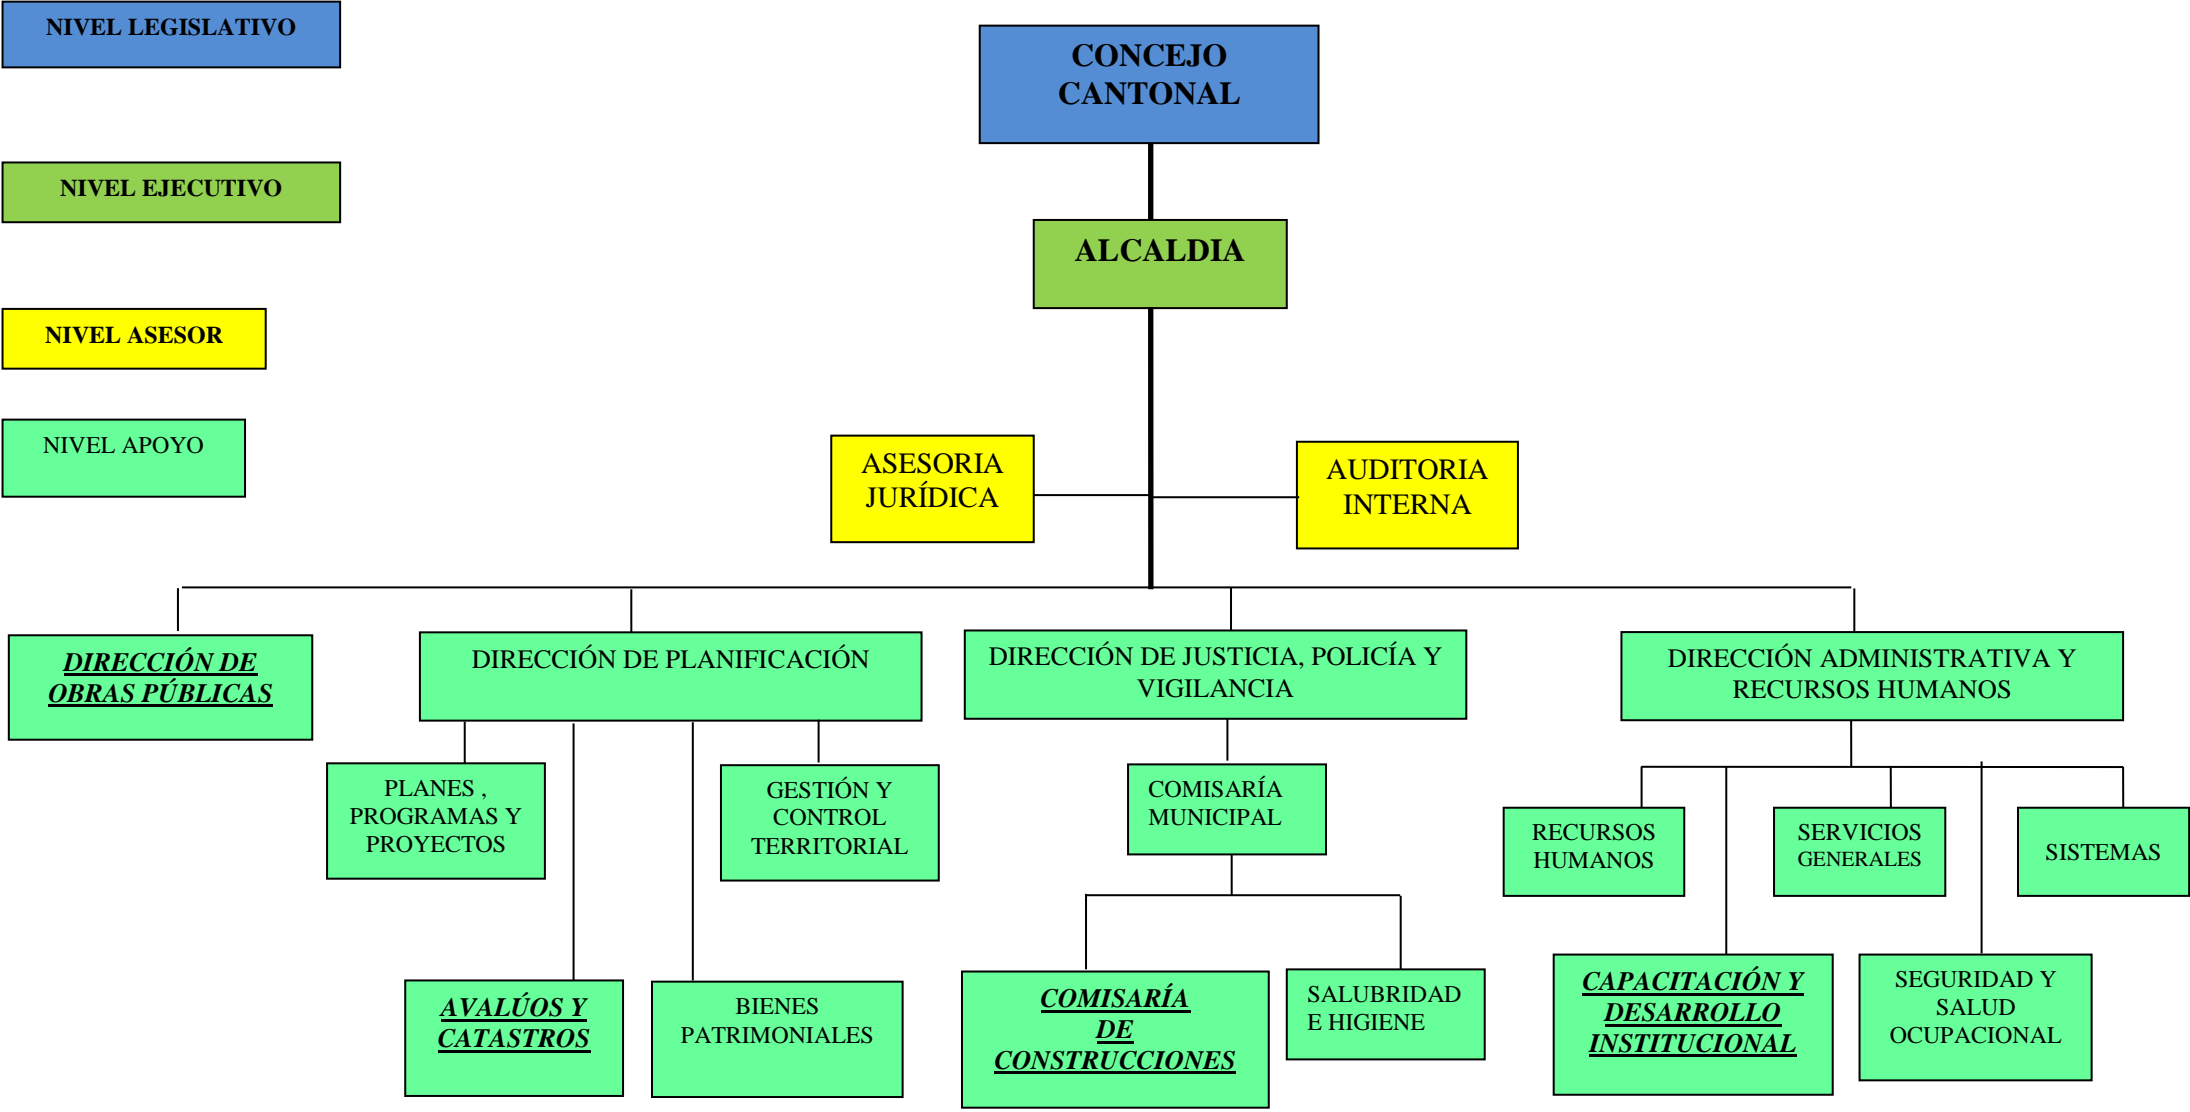 NIVEL LEGISLATIVO
CONCEJO
CANTONAL
NIVEL EJECUTIVO
ALCALDIA
NIVEL ASESOR
NIVEL APOYO
ASESORIA
JURÍDICA
AUDITORIA
INTERNA
DIRECCIÓN DE
OBRAS PÚBLICAS
DIRECCIÓN DE PLANIFICACIÓN
DIRECCIÓN DE JUSTICIA, POLICÍA Y
VIGILANCIA
DIRECCIÓN ADMINISTRATIVA Y
RECURSOS HUMANOS
PLANES ,
PROGRAMAS Y
PROYECTOS
GESTIÓN Y
CONTROL
TERRITORIAL
COMISARÍA
MUNICIPAL
RECURSOS
HUMANOS
SERVICIOS
GENERALES
SISTEMAS
AVALÚOS Y
CATASTROS
BIENES
PATRIMONIALES
COMISARÍA
DE
CONSTRUCCIONES
SALUBRIDAD
E HIGIENE
CAPACITACIÓN Y
DESARROLLO
INSTITUCIONAL
SEGURIDAD Y
SALUD
OCUPACIONAL